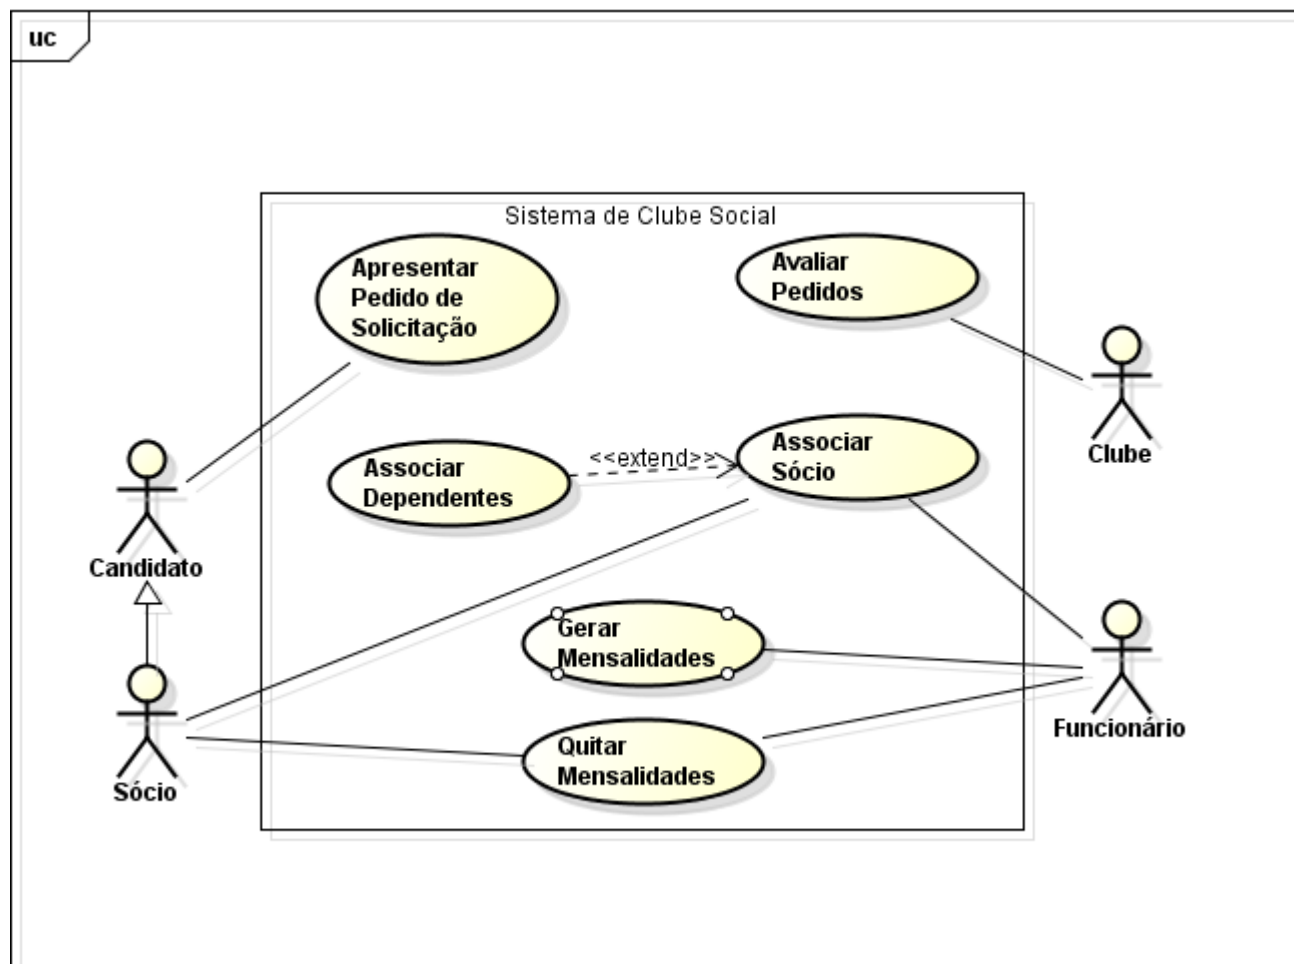 uc
Sistema de Clube Social
Apresentar
Pedido de
Solicitação
Avaliar
Pedidos
Clube
Associar
Dependentes
<<extend>>
Associar
Sócio
Candidato
Gerar
Mensalidades
Funcionário
Quitar
Mensalidades
Sócio